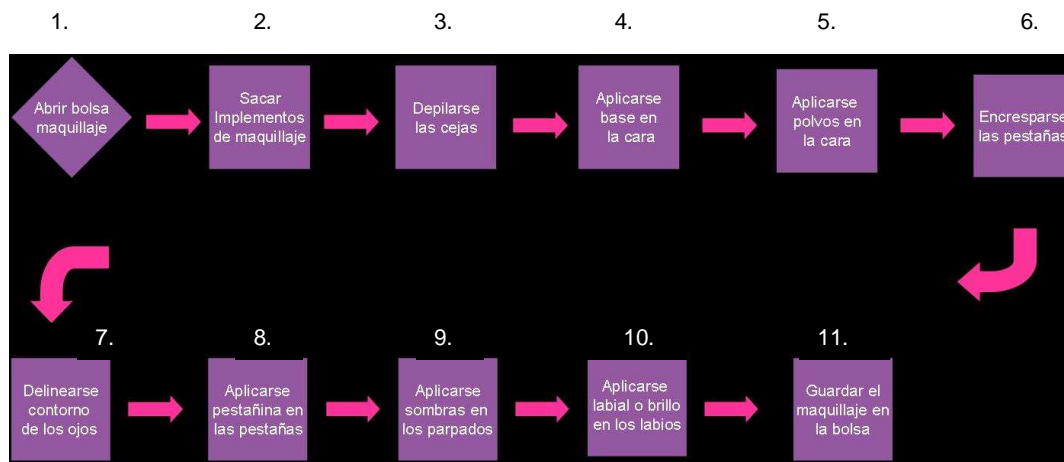 1.
2.
3.
4.
5.
6.
Abrir bolsa
maquillaje
Sacar
Implementos
de maquillaje
Depilarse
las cejas
Aplicarse
base en
la cara
Aplicarse
polvos en
la cara
Encresparse
las pestañas
7.
8.
9.
10.
11.
Delinearse
contorno
de los ojos
Aplicarse
pestañina en
las pestañas
Aplicarse
sombras en
los parpados
Aplicarse
labial o brillo
en los labios
Guardar el
maquillaje en
la bolsa